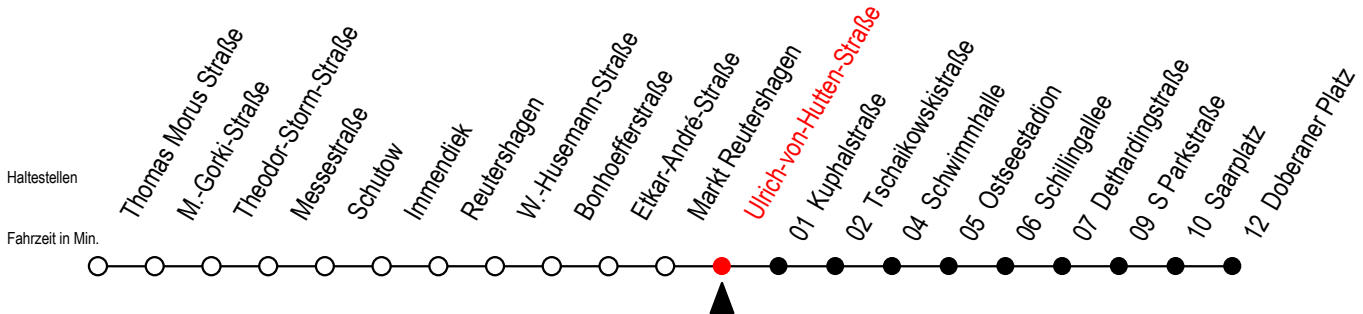 Haltestellen
Fahrzeit in Min.
Thomas Morus Straße
M.-Gorki-Straße
Theodor-Storm-Straße
Messestraße
Schutow
Immendiek
Reutershagen
W.-Husemann-Straße
Bonhoefferstraße
Etkar-André-Straße
Markt Reutershagen
Ulrich-von-Hutten-Straße
01 Kuphalstraße
02 Tschaikowskistraße
04 Schwimmhalle
05 Ostseestadion
06 Schillingallee
07 Dethardingstraße
09 S Parkstraße
10 Saarplatz
12 Doberaner Platz